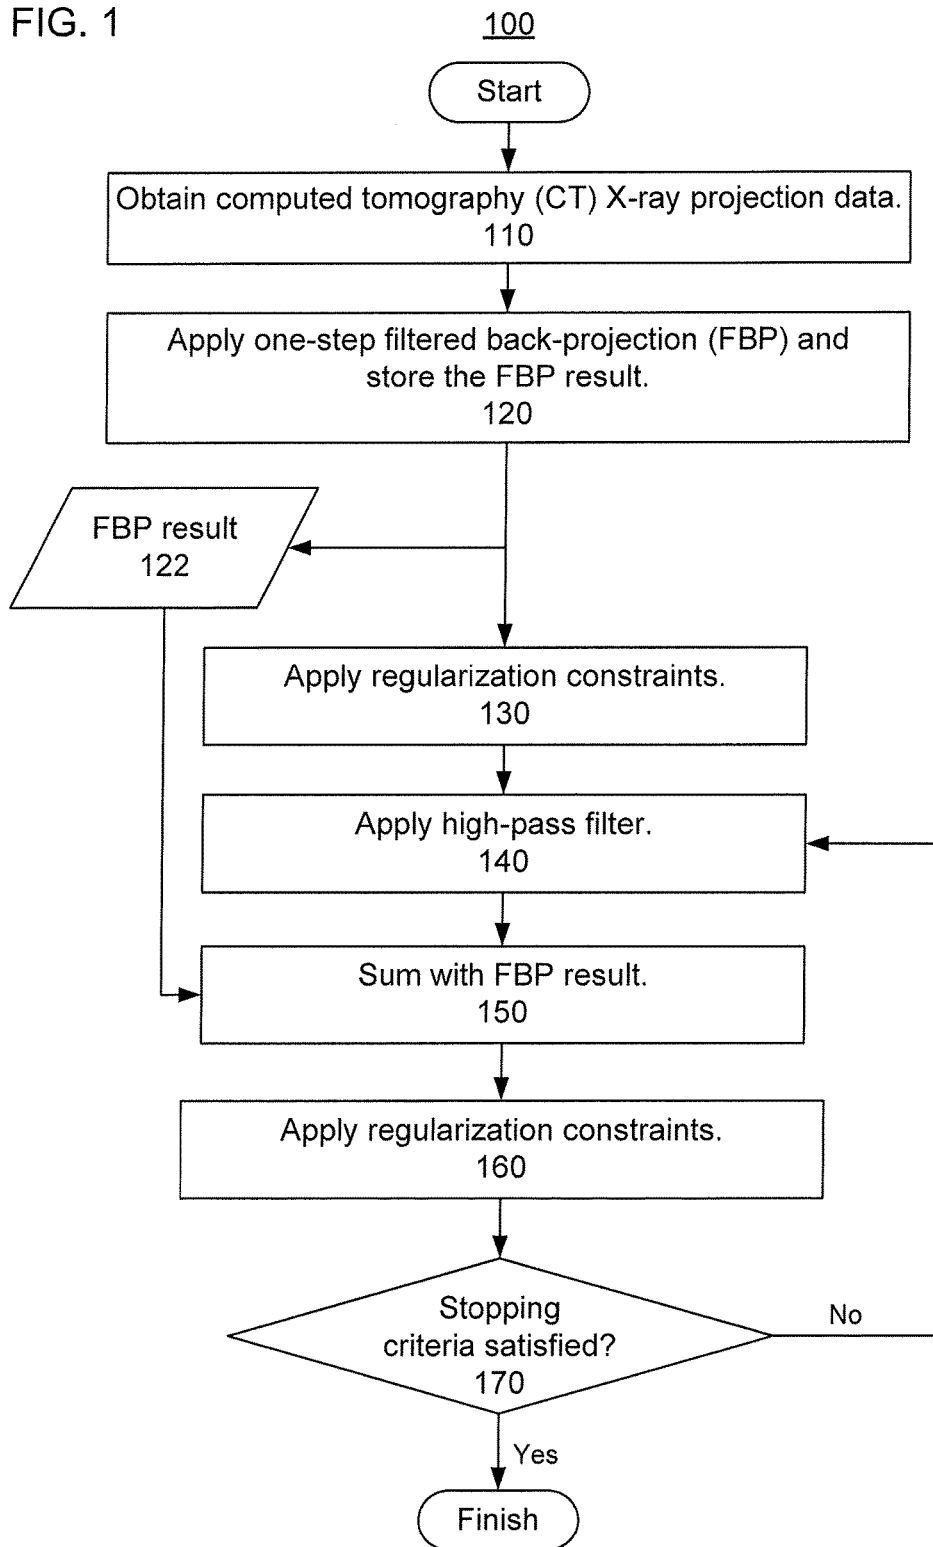 FIG. 1
100
Start
Obtain computed tomography (CT) X-ray projection data.
110
Apply one-step filtered back-projection (FBP) and
store the FBP result.
120
FBP result
122
Apply regularization constraints.
130
Apply high-pass filter.
140
Sum with FBP result.
150
Apply regularization constraints.
160
Stopping
criteria satisfied?
170
No
Yes
Finish